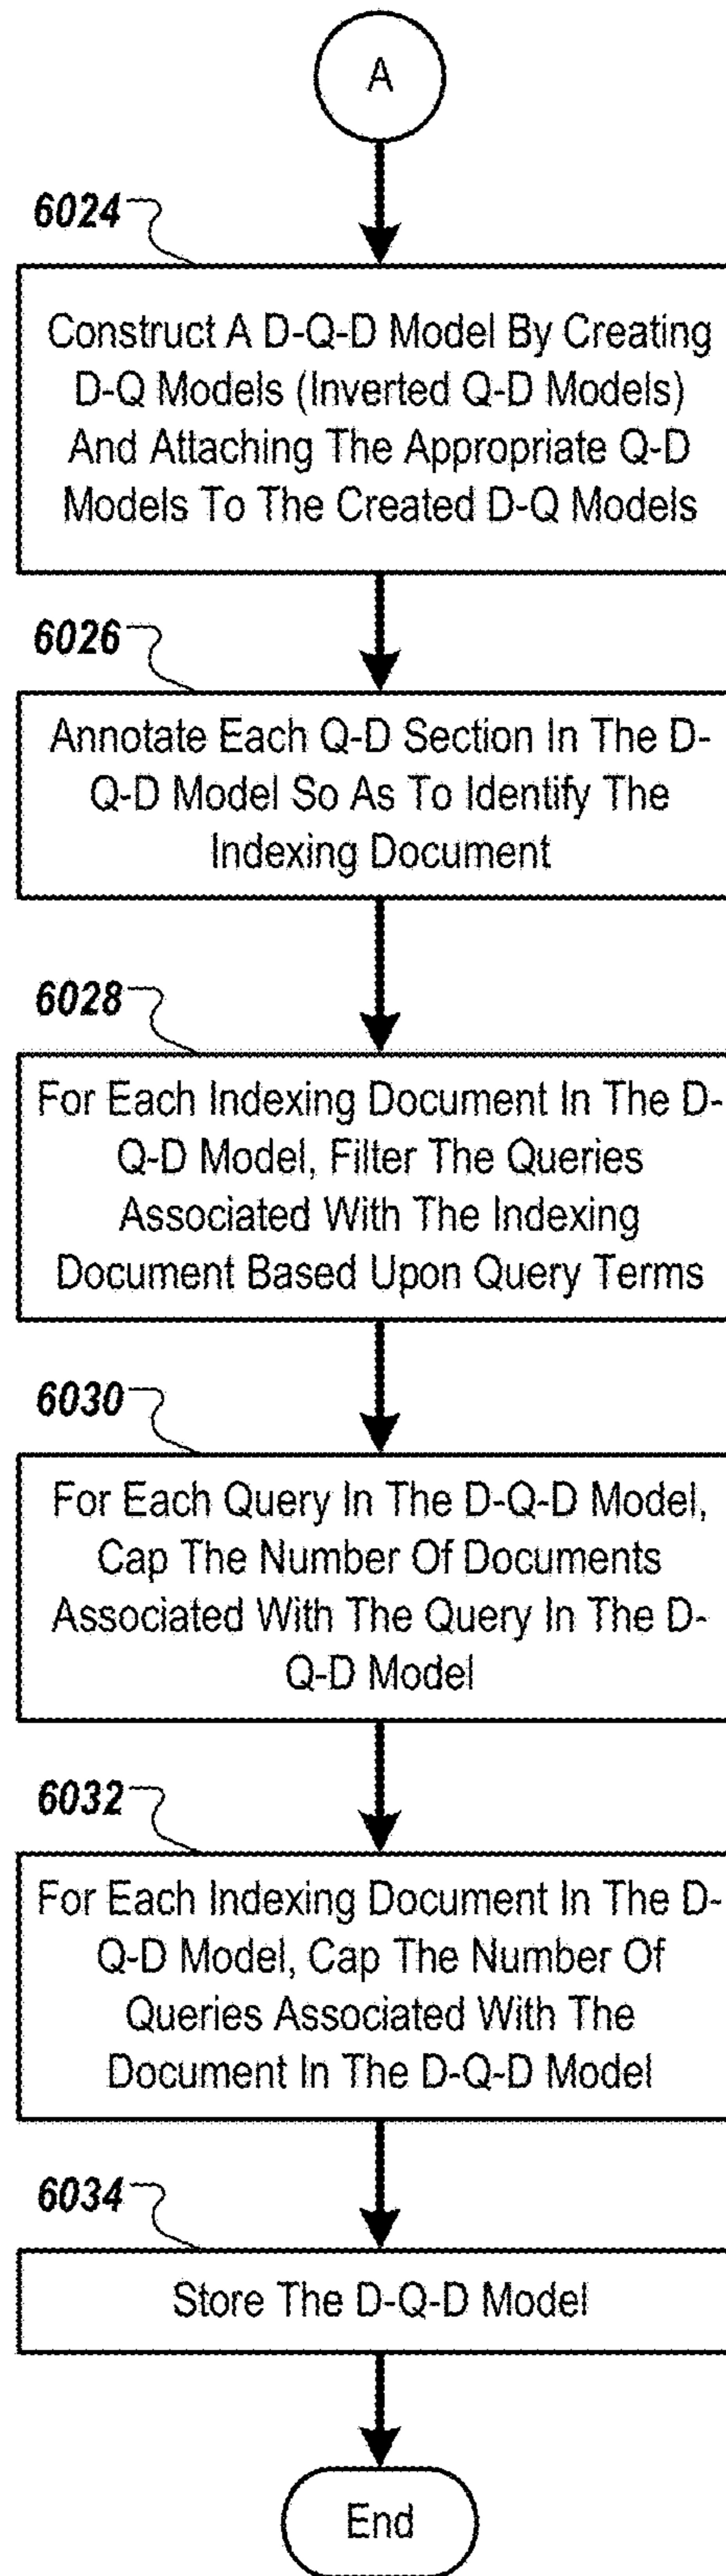 A
6024
Construct A D-Q-D Model By Creating
D-Q Models (Inverted Q-D Models)
And Attaching The Appropriate Q-D
Models To The Created D-Q Models
6026
Annotate Each Q-D Section In The D-
Q-D Model So As To Identify The
Indexing Document
6028
For Each Indexing Document In The D-
Q-D Model, Filter The Queries
Associated With The Indexing
Document Based Upon Query Terms
6030
For Each Query In The D-Q-D Model,
Cap The Number Of Documents
Associated With The Query In The D-
Q-D Model
6032
For Each Indexing Document In The D-
Q-D Model, Cap The Number Of
Queries Associated With The
Document In The D-Q-D Model
6034
Store The D-Q-D Model
End